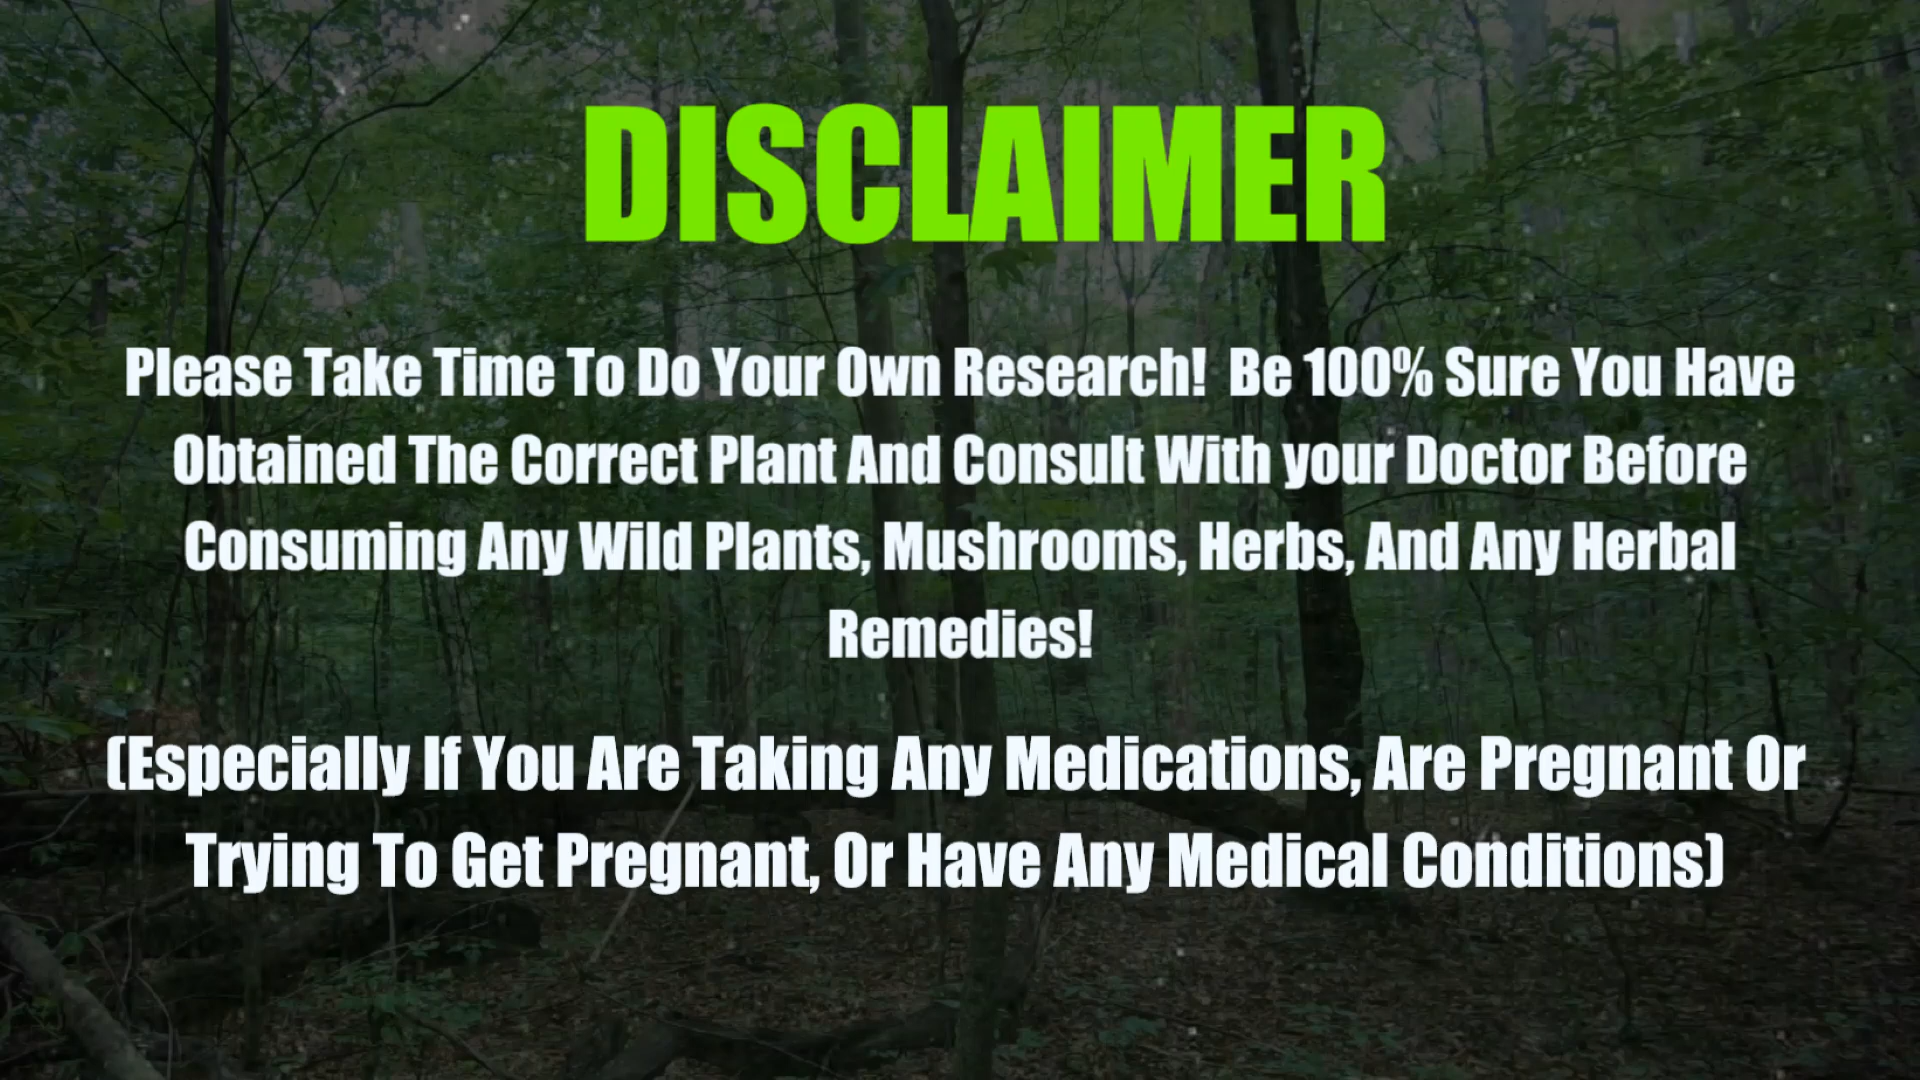 DISCLAIMER
Please Take Time To Do Your Own Research!  Be 100% Sure You Have
Obtained The Correct Plant And Consult With your Doctor Before
Consuming Any Wild Plants, Mushrooms, Herbs, And Any Herbal
Remedies!
(Especially If You Are Taking Any Medications, Are Pregnant Or
Trying To Get Pregnant, Or Have Any Medical Conditions)